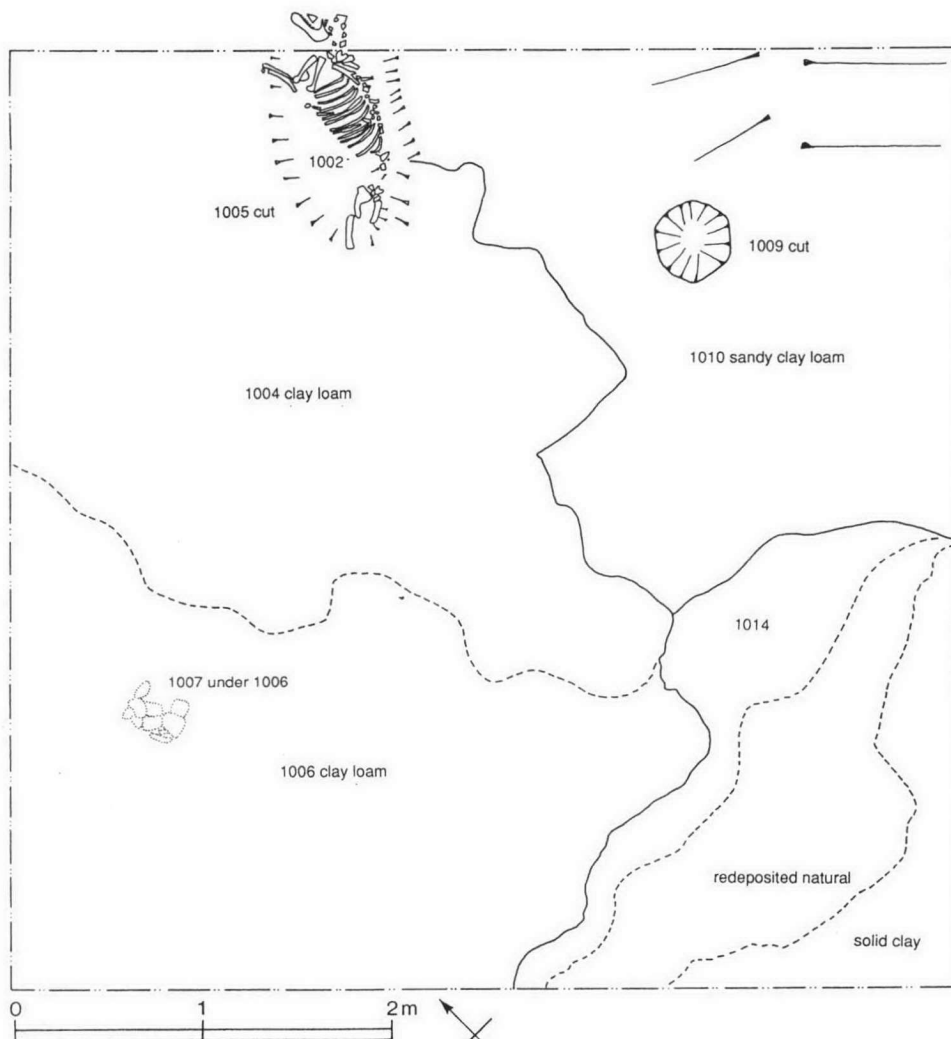 1002
1005 cut
1009 cut
1010 sandy clay loam
1004 clay loam
1014
1007 under 1006
1006 clay loam
redeposited natural
solid clay
0 1 2 m